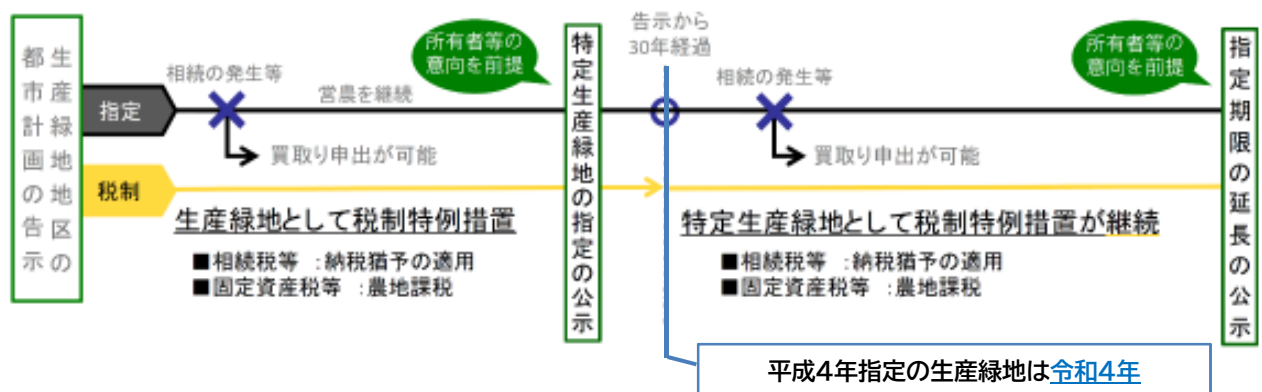 生産緑地地区の
都市計画の告示
指定
税制
相続の発生等
営農を継続
買取り申出が可能
所有者等の
意向を前提
生産緑地として税制特例措置
■相続税等　:納税猶予の適用
■固定資産税等　:農地課税
特定生産緑地の指定の公示
告示から
30年経過
相続の発生等
買取り申出が可能
所有者等の
意向を前提
特定生産緑地として税制特例措置が継続
■相続税等　:納税猶予の適用
■固定資産税等　:農地課税
指定期限の延長の公示
平成4年指定の生産緑地は令和4年